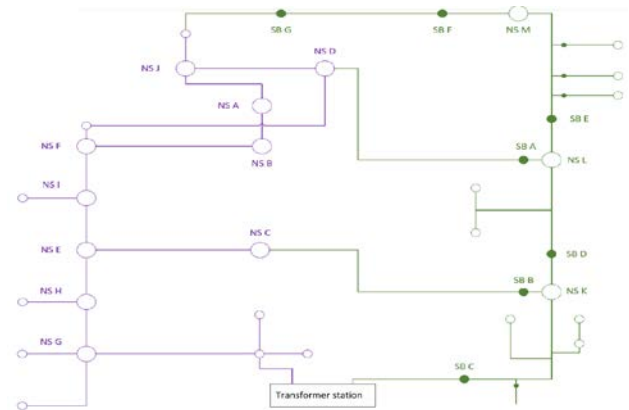 SB G
SB F
NS M
NS D
NS J
NS A
SB E
NS F
NS B
SB A
NS L
NS I
NS C
NS E
SB D
SB B
NS H
NS K
NS G
SB C
Transformer station